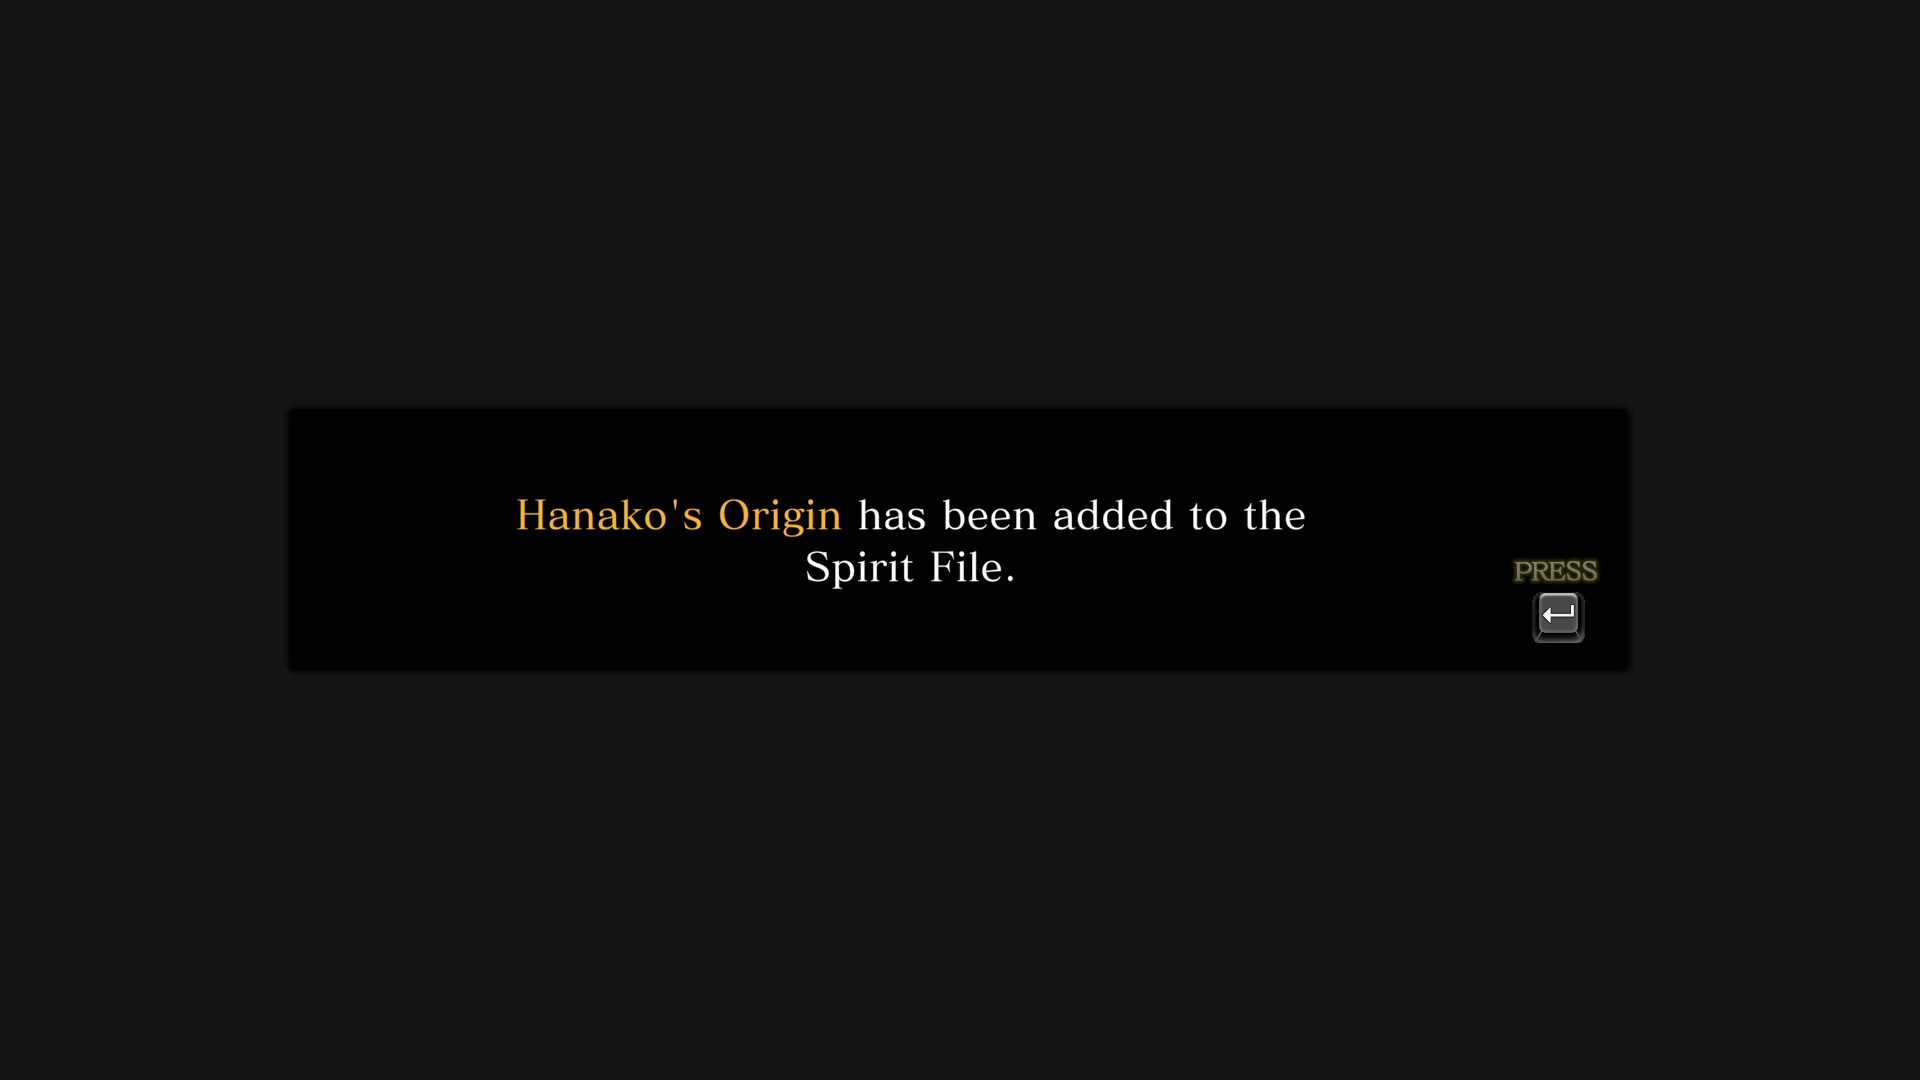 Hanako's Origin has been added to the
Spirit File.
PRESS